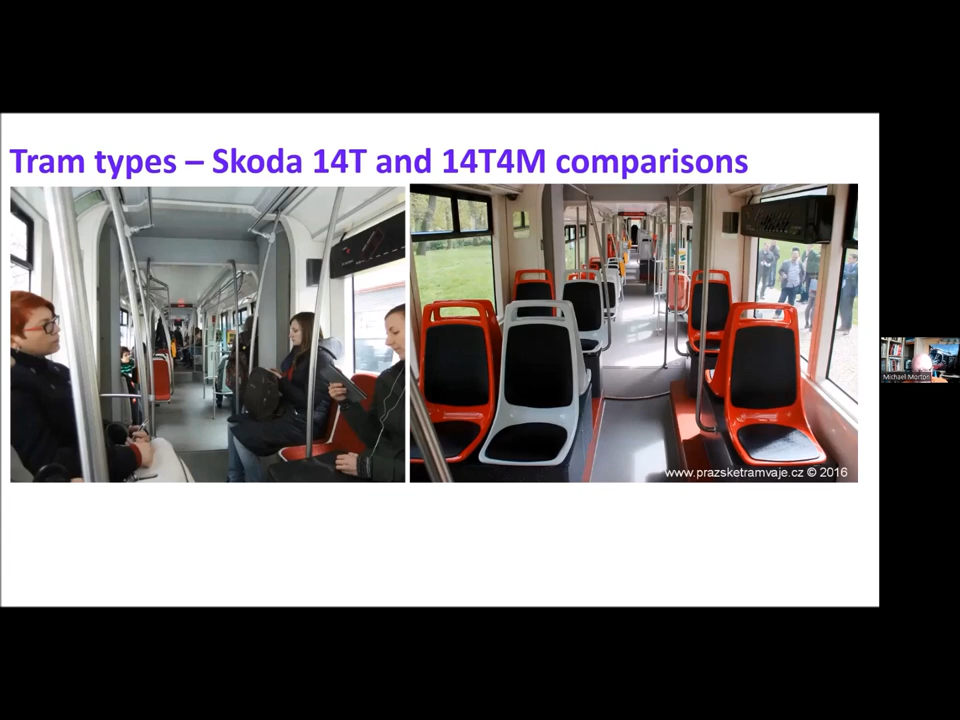 Tram types – Skoda 14T and 14T4M comparisons
www.prazsketramvaje.cz © 2016
Michael Morton